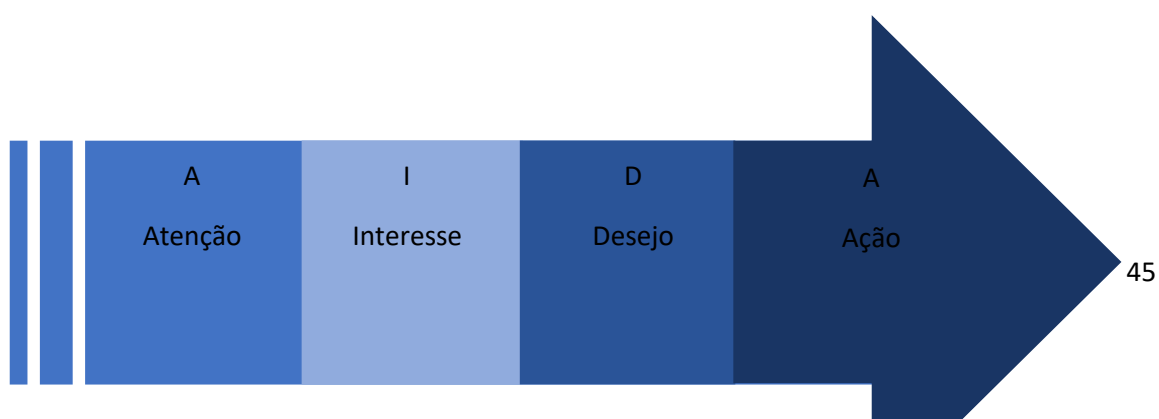 A
Atenção
I
Interesse
D
Desejo
A
Ação
45